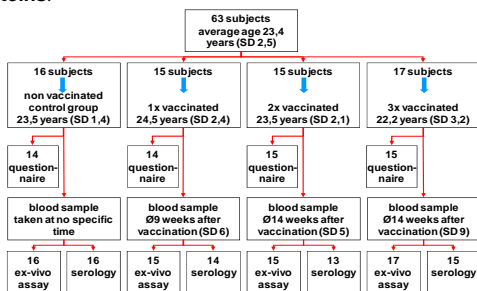 63 subjects
average age 23,4
years (SD 2,5)
16 subjects
non vaccinated
control group
23,5 years (SD 1,4)
15 subjects
1x vaccinated
24,5 years (SD 2,4)
15 subjects
2x vaccinated
23,5 years (SD 2,1)
17 subjects
3x vaccinated
22,2 years (SD 3,2)
14
question-
naire
14
question-
naire
15
question-
naire
15
question-
naire
blood sample
taken at no specific
time
blood sample
Ø9 weeks after
vaccination (SD 6)
blood sample
Ø14 weeks after
vaccination (SD 5)
blood sample
Ø14 weeks after
vaccination (SD 9)
16
ex-vivo
assay
16
serology
15
ex-vivo
assay
14
serology
15
ex-vivo
assay
13
serology
17
ex-vivo
assay
15
serology